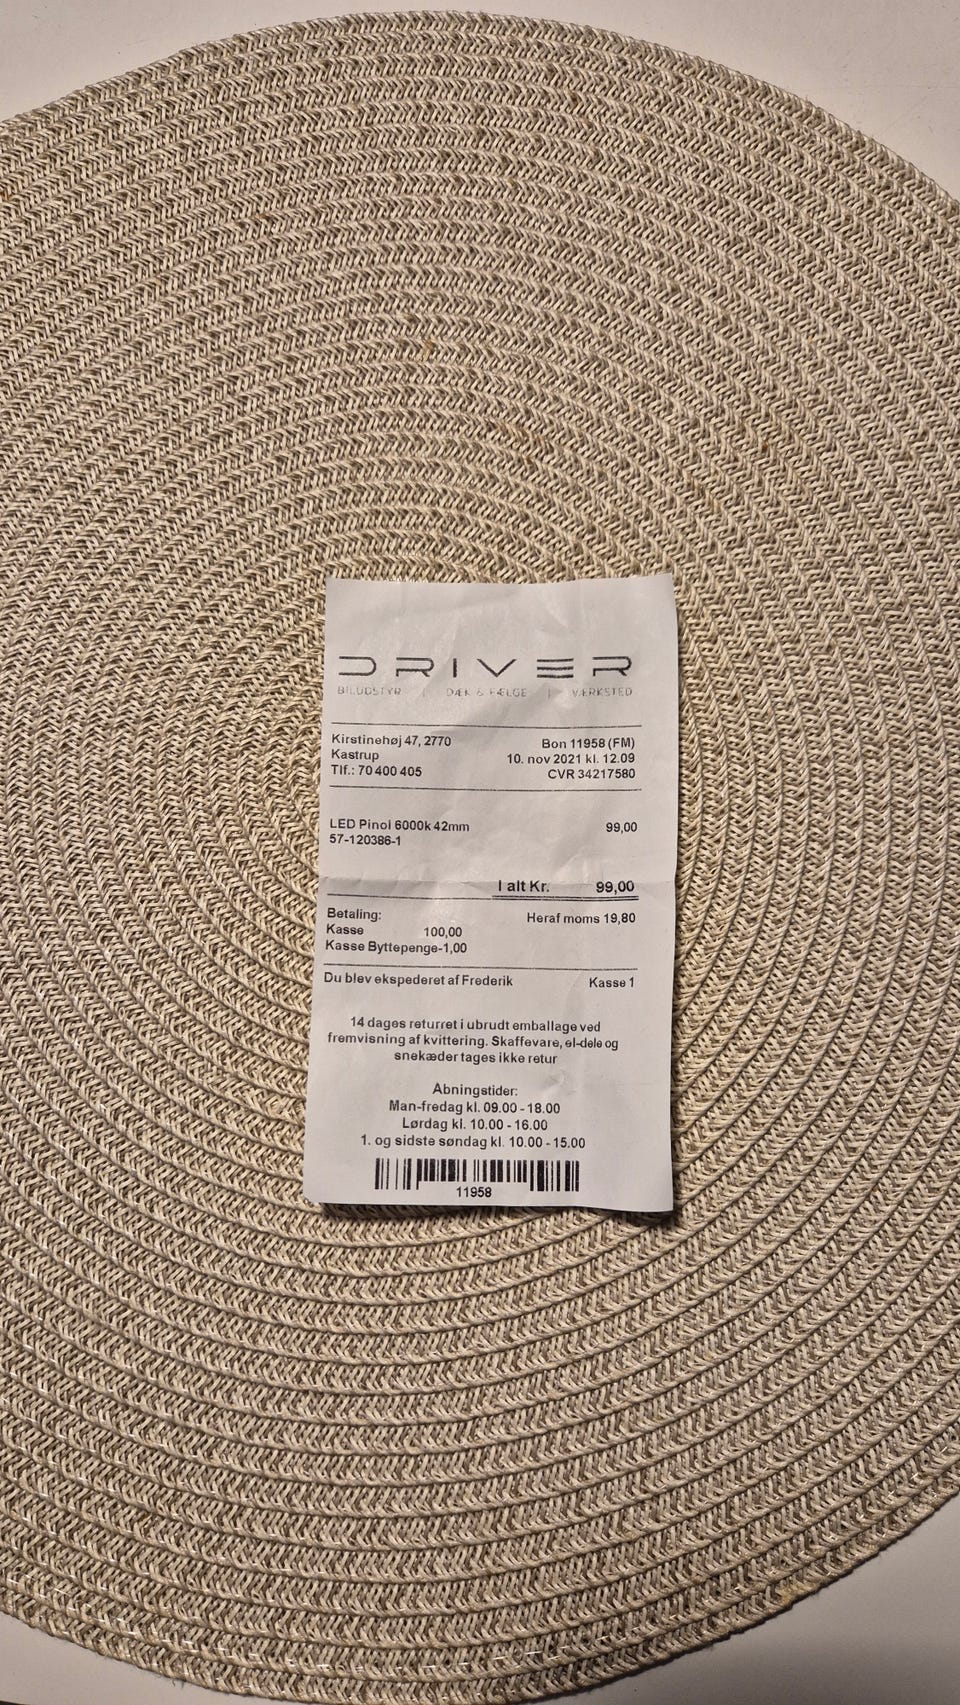 DRIVER
BILUDSTYR | DÆK & FÆLGE | VÆRKSTED
Kirstinehøj 47, 2770 Bon 11958 (FM)
Kastrup 10. nov 2021 kl. 12.09
Tlf.: 70 400 405 CVR 34217580
LED Pinol 6000k 42mm 99,00
57-120386-1
I alt Kr. 99,00
Betaling: Heraf moms 19,80
Kasse 100,00
Kasse Byttepenge-1,00
Du blev ekspederet af Frederik Kasse 1
14 dages returret i ubrudt emballage ved
fremvisning af kvittering. Skaffevare, el-dele og
snekæder tages ikke retur
Abningstider:
Man-fredag kl. 09.00 - 18.00
Lørdag kl. 10.00 - 16.00
1. og sidste søndag kl. 10.00 - 15.00
11958